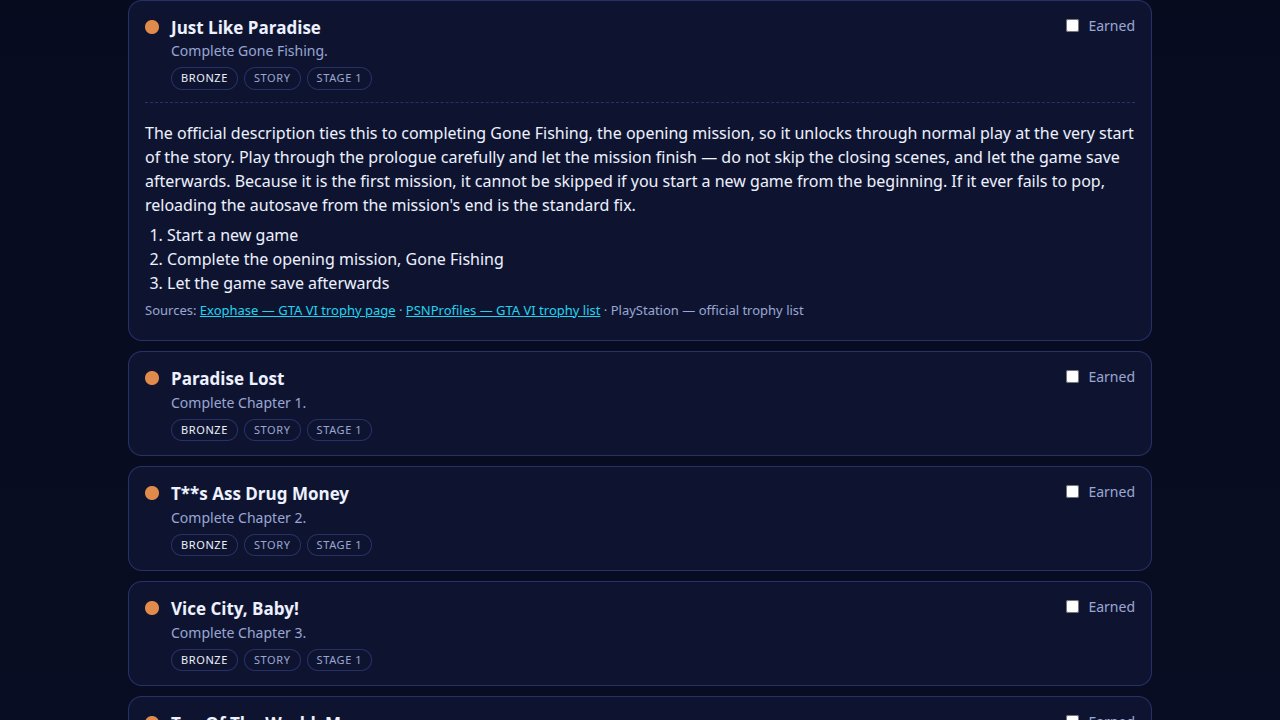 Just Like Paradise
Earned
Complete Gone Fishing.
BRONZE STORY STAGE 1
The official description ties this to completing Gone Fishing, the opening mission, so it unlocks through normal play at the very start
of the story. Play through the prologue carefully and let the mission finish — do not skip the closing scenes, and let the game save
afterwards. Because it is the first mission, it cannot be skipped if you start a new game from the beginning. If it ever fails to pop,
reloading the autosave from the mission's end is the standard fix.
1. Start a new game
2. Complete the opening mission, Gone Fishing
3. Let the game save afterwards
Sources: Exophase — GTA VI trophy page · PSNProfiles — GTA VI trophy list · PlayStation — official trophy list
Paradise Lost
Earned
Complete Chapter 1.
BRONZE STORY STAGE 1
T**s Ass Drug Money
Earned
Complete Chapter 2.
BRONZE STORY STAGE 1
Vice City, Baby!
Earned
Complete Chapter 3.
BRONZE STORY STAGE 1
Earned